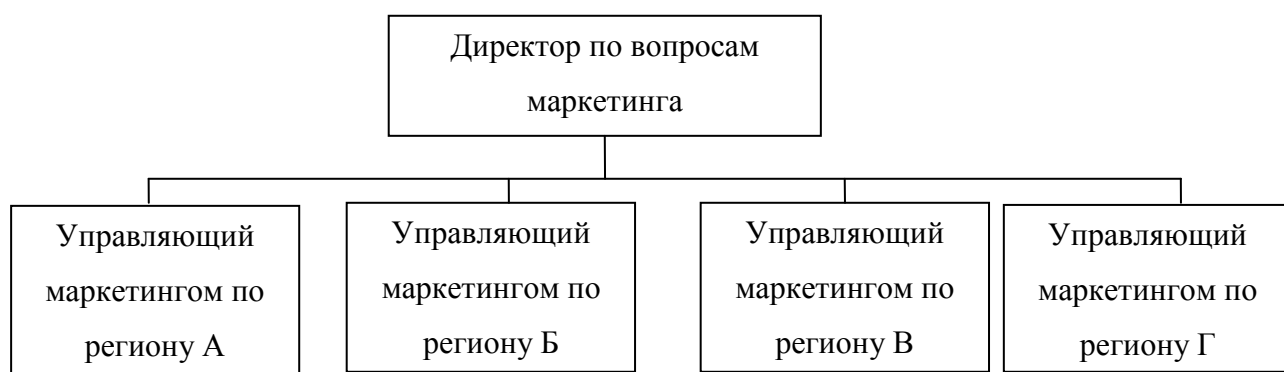 Директор по вопросам
маркетинга
Управляющий
маркетингом по
региону А
Управляющий
маркетингом по
региону Б
Управляющий
маркетингом по
региону В
Управляющий
маркетингом по
региону Г